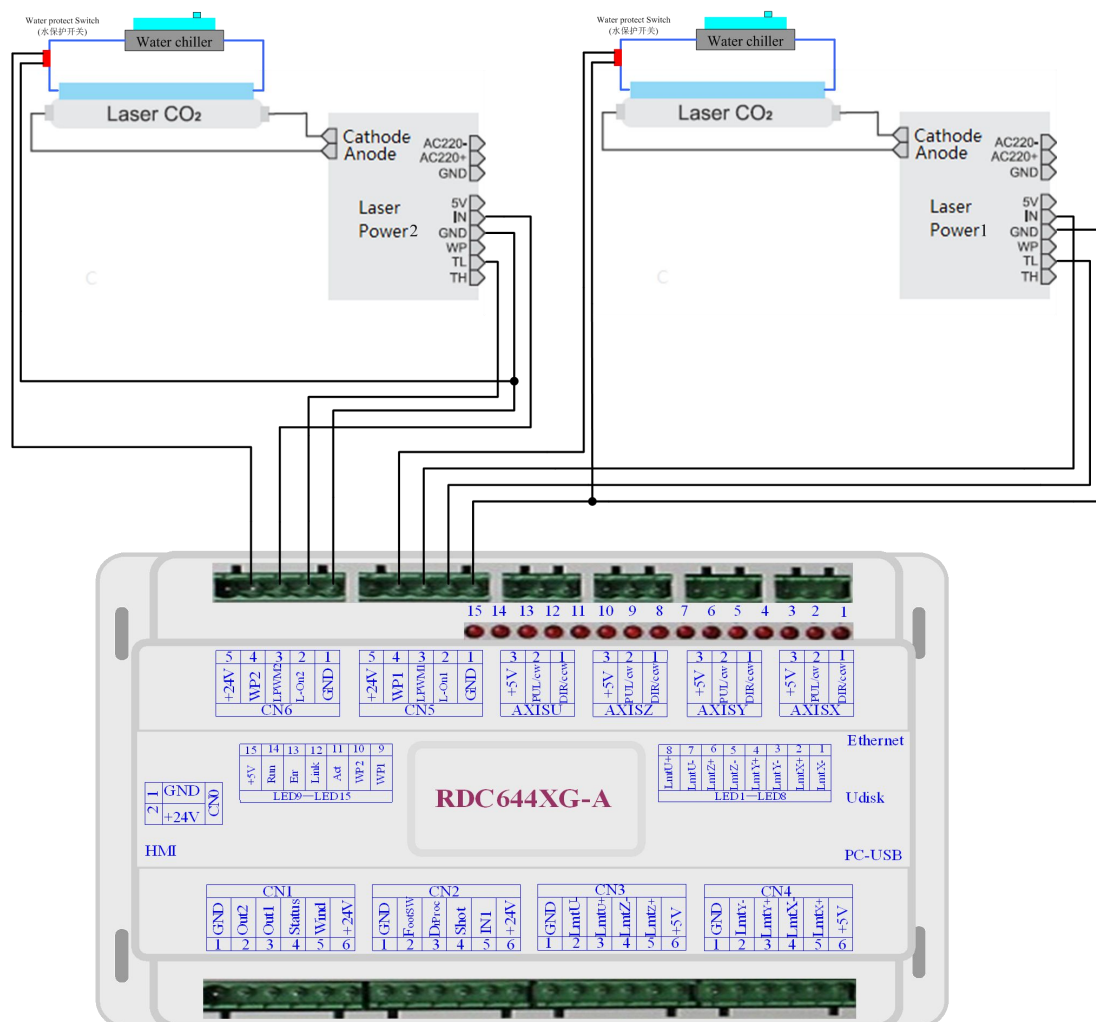 Water protect Switch
(水保护开关)
Water chiller
Laser CO₂
Cathode
Anode
AC220-
AC220+
GND
Laser
Power2
5V
IN
GND
WP
TL
TH
C
Water protect Switch
(水保护开关)
Water chiller
Laser CO₂
Cathode
Anode
AC220-
AC220+
GND
Laser
Power1
5V
IN
GND
WP
TL
TH
C
15 14 13 12 11 10 9 8 7 6 5 4 3 2 1
5 4 3 2 1
+24V WP2 LPWM2 L-On2 GND
CN6
5 4 3 2 1
+24V WP1 LPWM1 L-On1 GND
CN5
3 2 1
+5V PUL/cw DIR/ccw
AXISU
3 2 1
+5V PUL/cw DIR/ccw
AXISZ
3 2 1
+5V PUL/cw DIR/ccw
AXISY
3 2 1
+5V PUL/cw DIR/ccw
AXISX
Ethernet
15 14 13 12 11 10 9
+5V Run Err Link Act WP2 WP1
LED9—LED15
8 7 6 5 4 3 2 1
LmtU+ LmtU- LmtZ+ LmtZ- LmtY+ LmtY- LmtX+ LmtX-
LED1—LED8
1 GND
2 +24V
CN0
RDC644XG-A
Udisk
HMI
PC-USB
CN1
GND Out2 Out1 Status Wind +24V
1 2 3 4 5 6
CN2
GND FootSW DrProc Shot IN1 +24V
1 2 3 4 5 6
CN3
GND LmtU- LmtU+ LmtZ- LmtZ+ +5V
1 2 3 4 5 6
CN4
GND LmtY- LmtY+ LmtX- LmtX+ +5V
1 2 3 4 5 6